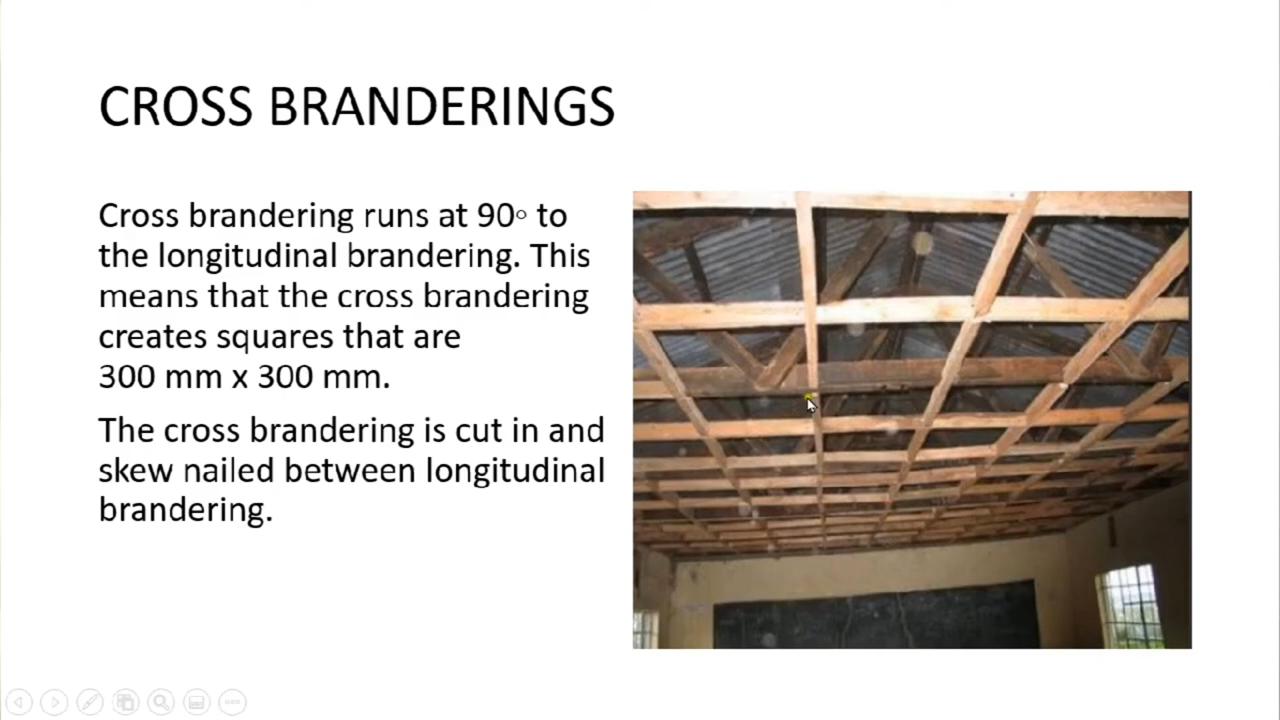 CROSS BRANDERINGS
Cross brandering runs at 90° to
the longitudinal brandering. This
means that the cross brandering
creates squares that are
300 mm x 300 mm.
The cross brandering is cut in and
skew nailed between longitudinal
brandering.